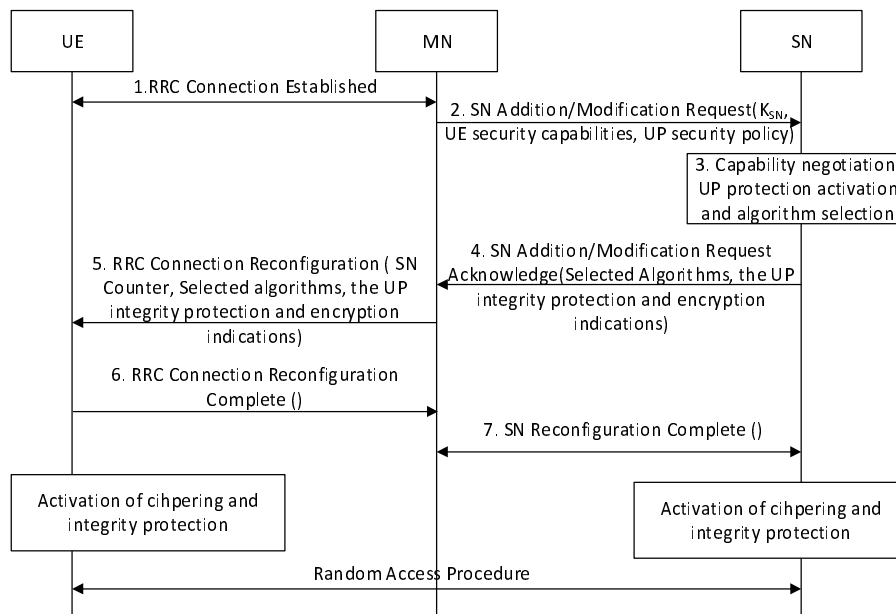 UE
MN
SN
1.RRC Connection Established
2. SN Addition/Modification Request(KSN,
UE security capabilities, UP security policy)
3. Capability negotiation
UP protection activation
and algorithm selection
4. SN Addition/Modification Request
Acknowledge(Selected Algorithms, the UP
integrity protection and encryption
indications)
5. RRC Connection Reconfiguration ( SN
Counter, Selected algorithms, the UP
integrity protection and encryption
indications)
6. RRC Connection Reconfiguration
Complete ()
7. SN Reconfiguration Complete ()
Activation of cihpering and
integrity protection
Activation of cihpering and
integrity protection
Random Access Procedure